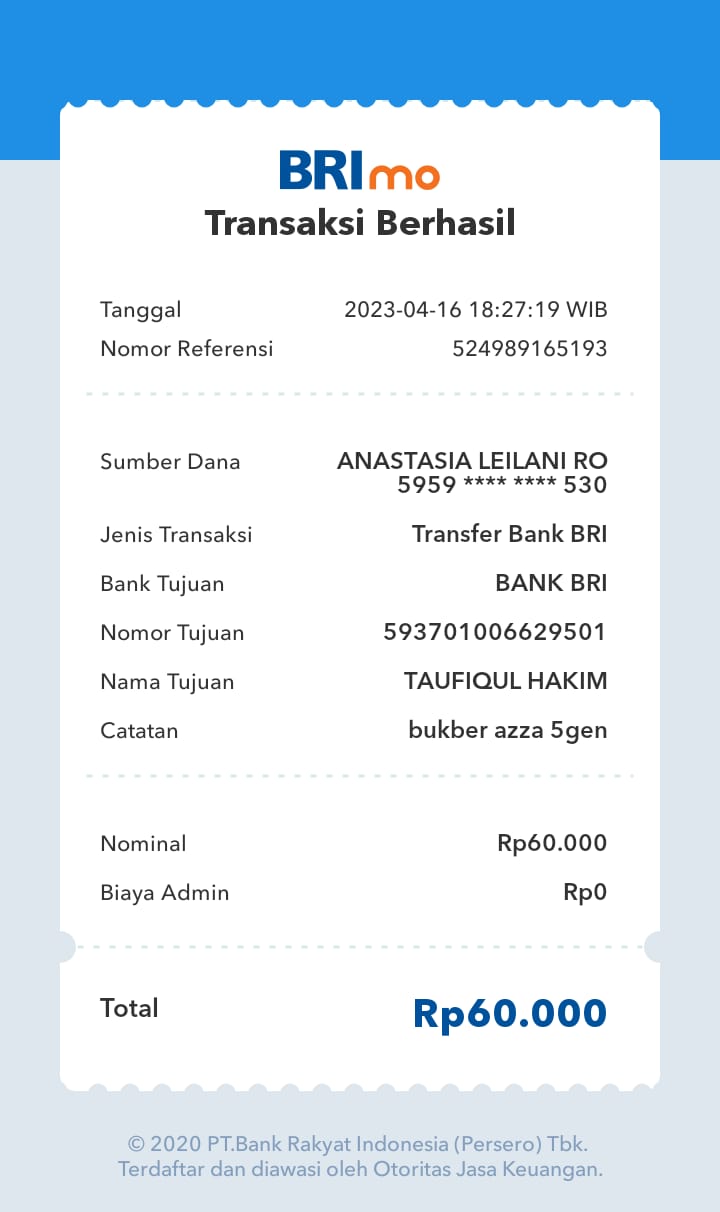 BRImo
Transaksi Berhasil
Tanggal 2023-04-16 18:27:19 WIB
Nomor Referensi 524989165193
Sumber Dana ANASTASIA LEILANI RO
5959 **** **** 530
Jenis Transaksi Transfer Bank BRI
Bank Tujuan BANK BRI
Nomor Tujuan 593701006629501
Nama Tujuan TAUFIQUL HAKIM
Catatan bukber azza 5gen
Nominal Rp60.000
Biaya Admin Rp0
Total Rp60.000
© 2020 PT.Bank Rakyat Indonesia (Persero) Tbk.
Terdaftar dan diawasi oleh Otoritas Jasa Keuangan.